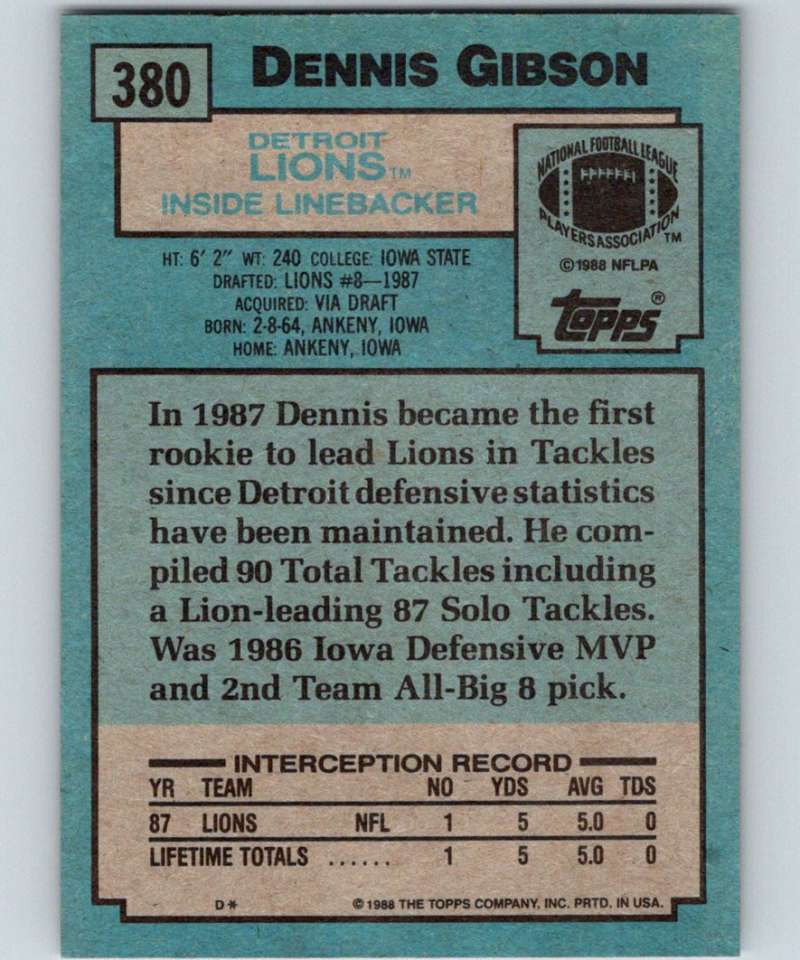 380
DENNIS GIBSON
DETROIT
LIONS™
INSIDE LINEBACKER
NATIONAL FOOTBALL LEAGUE
PLAYERS ASSOCIATION™
©1988 NFLPA
topps®
HT: 6' 2" WT: 240 COLLEGE: IOWA STATE
DRAFTED: LIONS #8—1987
ACQUIRED: VIA DRAFT
BORN: 2-8-64, ANKENY, IOWA
HOME: ANKENY, IOWA
In 1987 Dennis became the first
rookie to lead Lions in Tackles
since Detroit defensive statistics
have been maintained. He com-
piled 90 Total Tackles including
a Lion-leading 87 Solo Tackles.
Was 1986 Iowa Defensive MVP
and 2nd Team All-Big 8 pick.
INTERCEPTION RECORD
YR TEAM NO YDS AVG TDS
87 LIONS NFL 1 5 5.0 0
LIFETIME TOTALS ...... 1 5 5.0 0
D* ©1988 THE TOPPS COMPANY, INC. PRTD. IN USA.